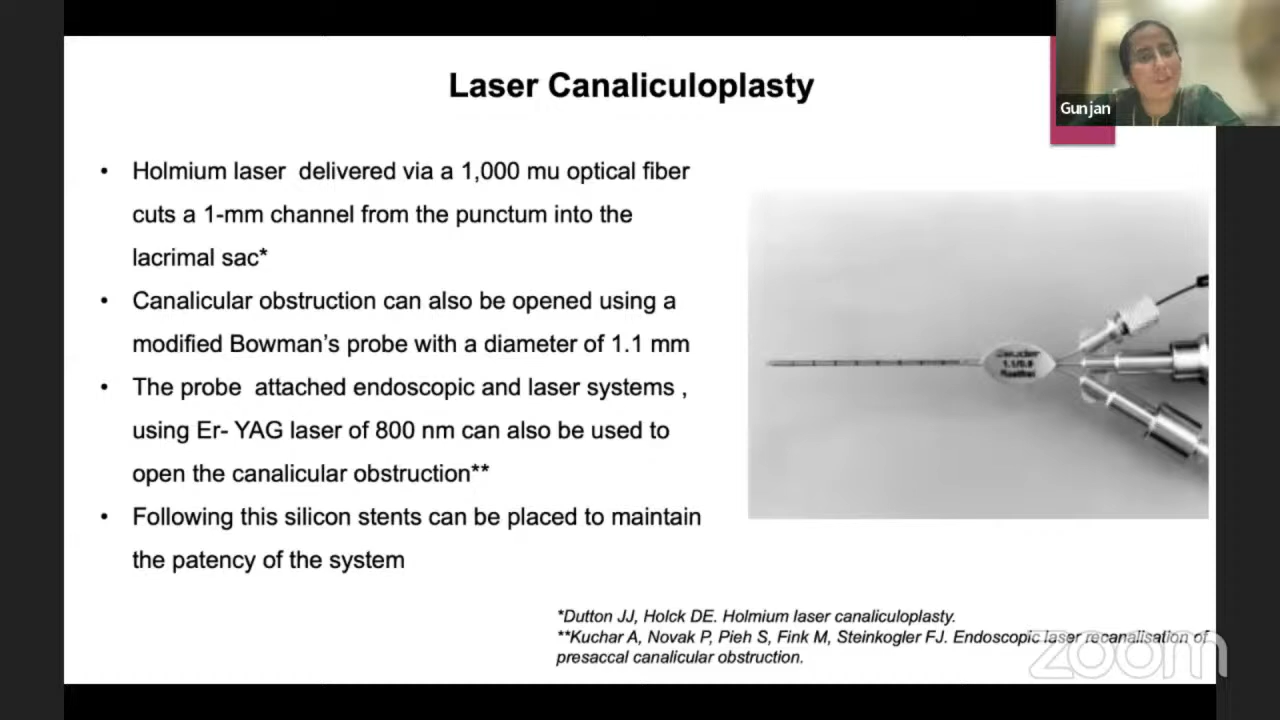 Laser Canaliculoplasty
Gunjan
• Holmium laser delivered via a 1,000 mu optical fiber
cuts a 1-mm channel from the punctum into the
lacrimal sac*
• Canalicular obstruction can also be opened using a
modified Bowman’s probe with a diameter of 1.1 mm
• The probe attached endoscopic and laser systems ,
using Er- YAG laser of 800 nm can also be used to
open the canalicular obstruction**
• Following this silicon stents can be placed to maintain
the patency of the system
1.1/0.9
*Dutton JJ, Holck DE. Holmium laser canaliculoplasty.
**Kuchar A, Novak P, Pieh S, Fink M, Steinkogler FJ. Endoscopic laser recanalisation of
presaccal canalicular obstruction.
zoom